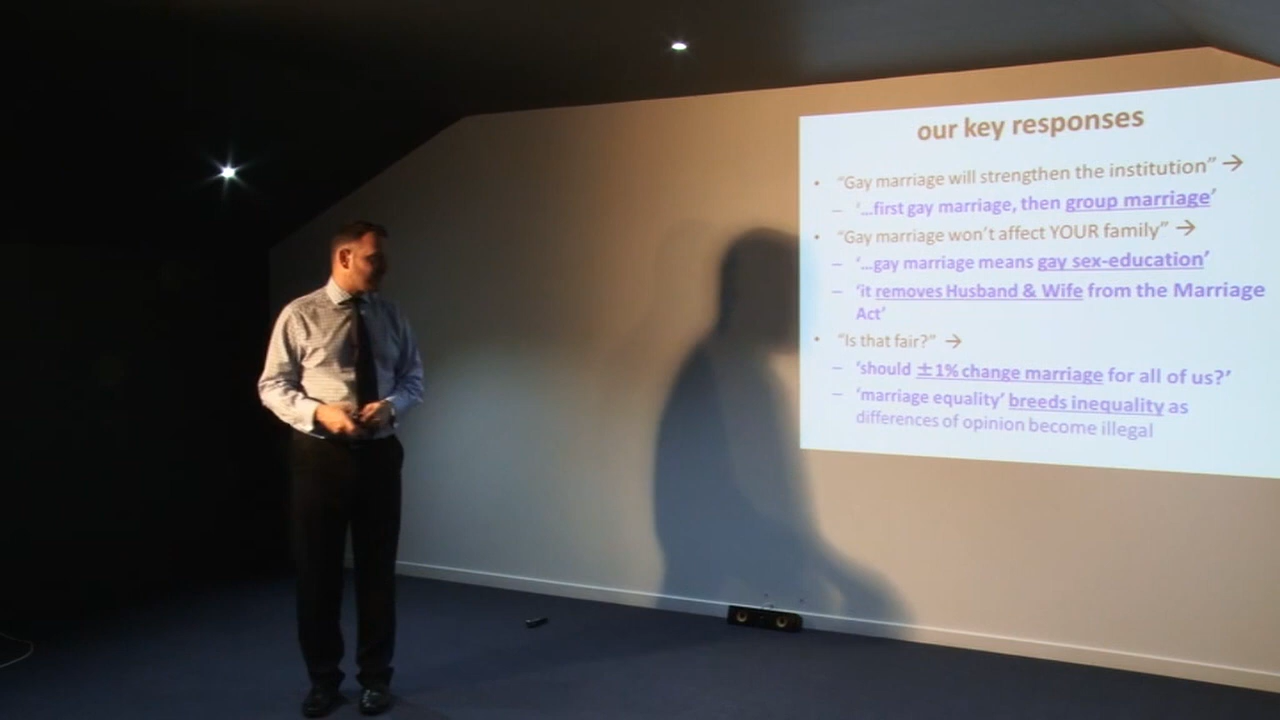 our key responses
• “Gay marriage will strengthen the institution” →
– ‘...first gay marriage, then group marriage’
• “Gay marriage won’t affect YOUR family” →
– ‘...gay marriage means gay sex-education’
– ‘it removes Husband & Wife from the Marriage
Act’
• “Is that fair?” →
– ‘should ±1% change marriage for all of us?’
– ‘marriage equality’ breeds inequality as
differences of opinion become illegal